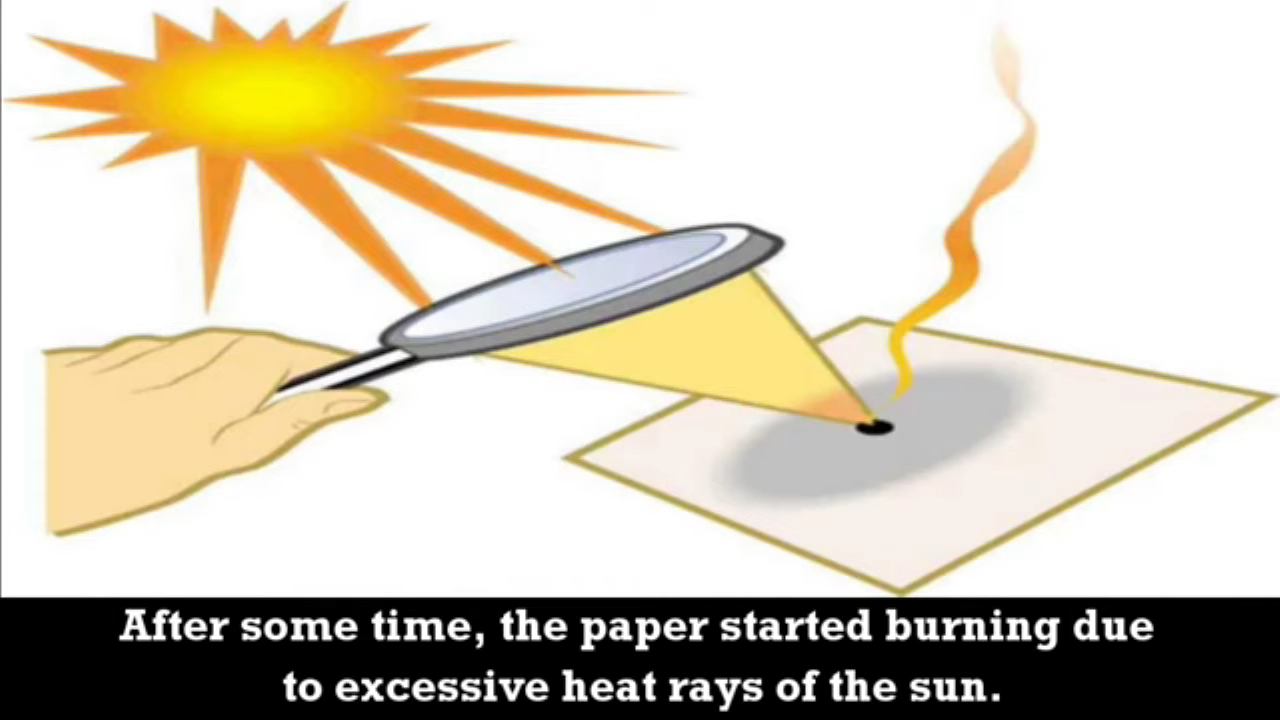 After some time, the paper started burning due
to excessive heat rays of the sun.